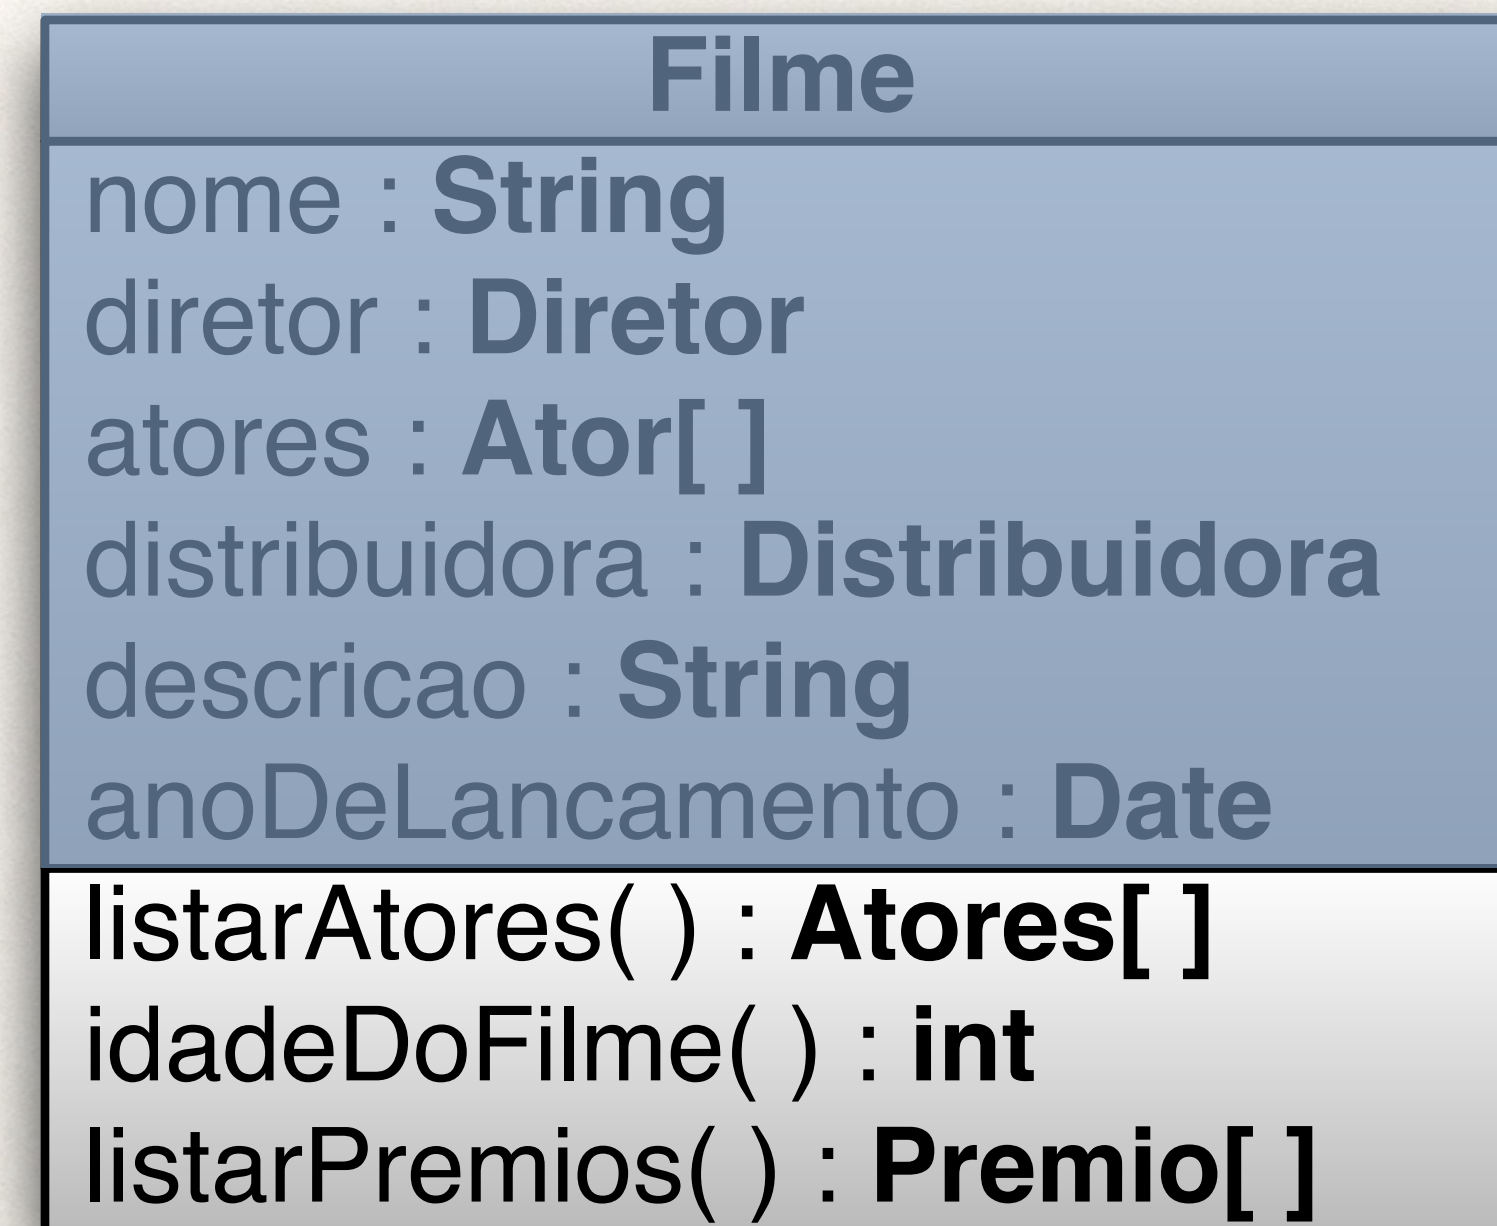 Filme
nome : String
diretor : Diretor
atores : Ator[ ]
distribuidora : Distribuidora
descricao : String
anoDeLancamento : Date
listarAtores( ) : Atores[ ]
idadeDoFilme( ) : int
listarPremios( ) : Premio[ ]